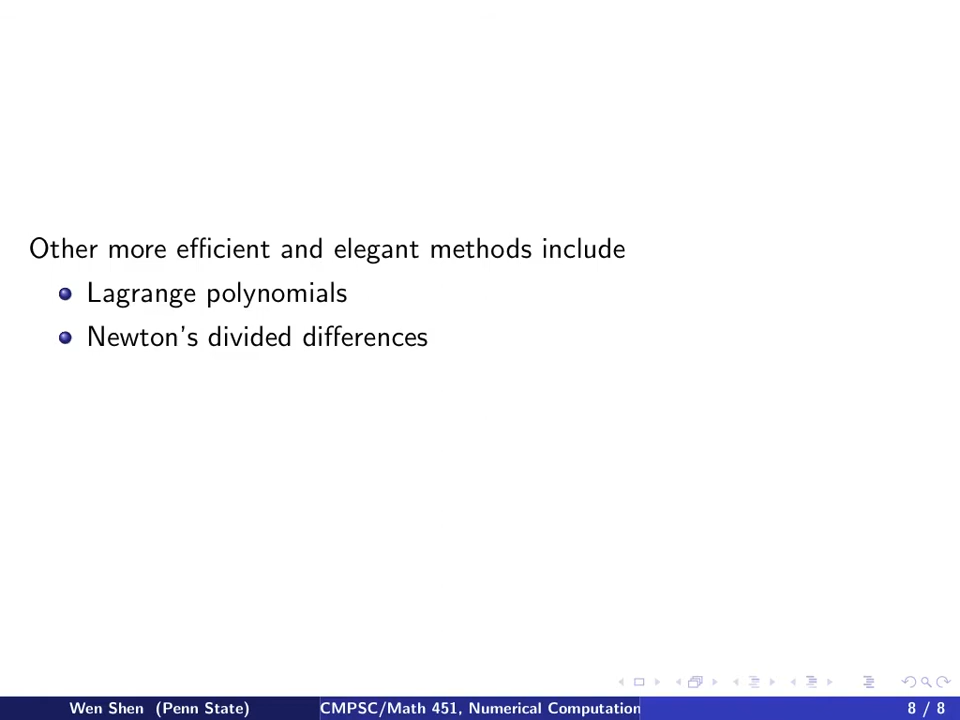 Other more efficient and elegant methods include
Lagrange polynomials
Newton's divided differences
Wen Shen (Penn State)
CMPSC/Math 451, Numerical Computation
8 / 8